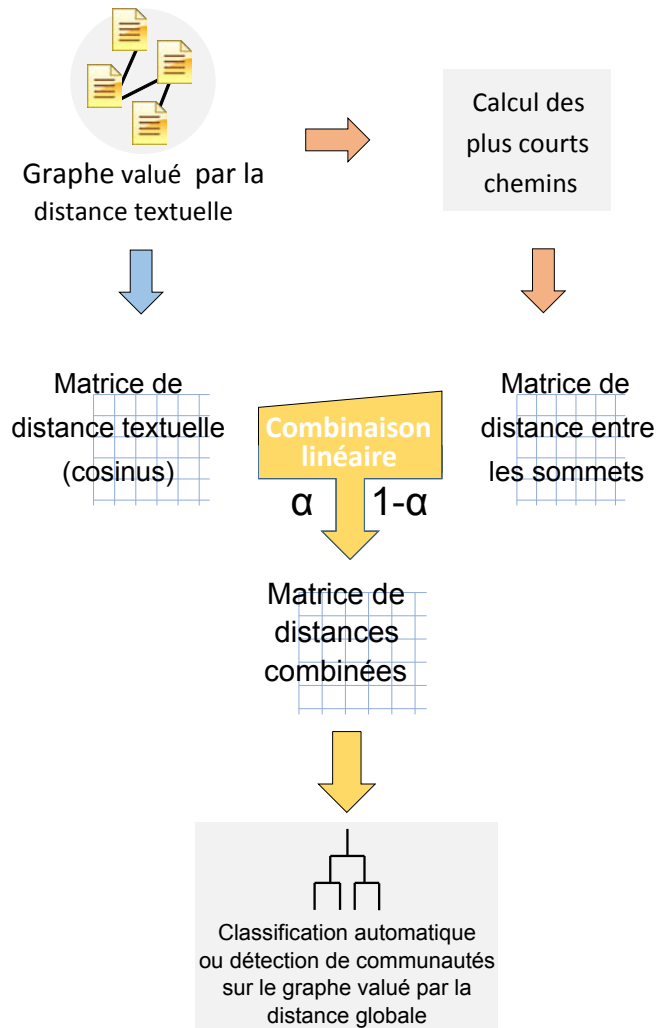 Graphe valué par la
distance textuelle
Calcul des
plus courts
chemins
Matrice de
distance textuelle
(cosinus)
Combinaison
linéaire
α 1-α
Matrice de
distance entre
les sommets
Matrice de
distances
combinées
Classification automatique
ou détection de communautés
sur le graphe valué par la
distance globale